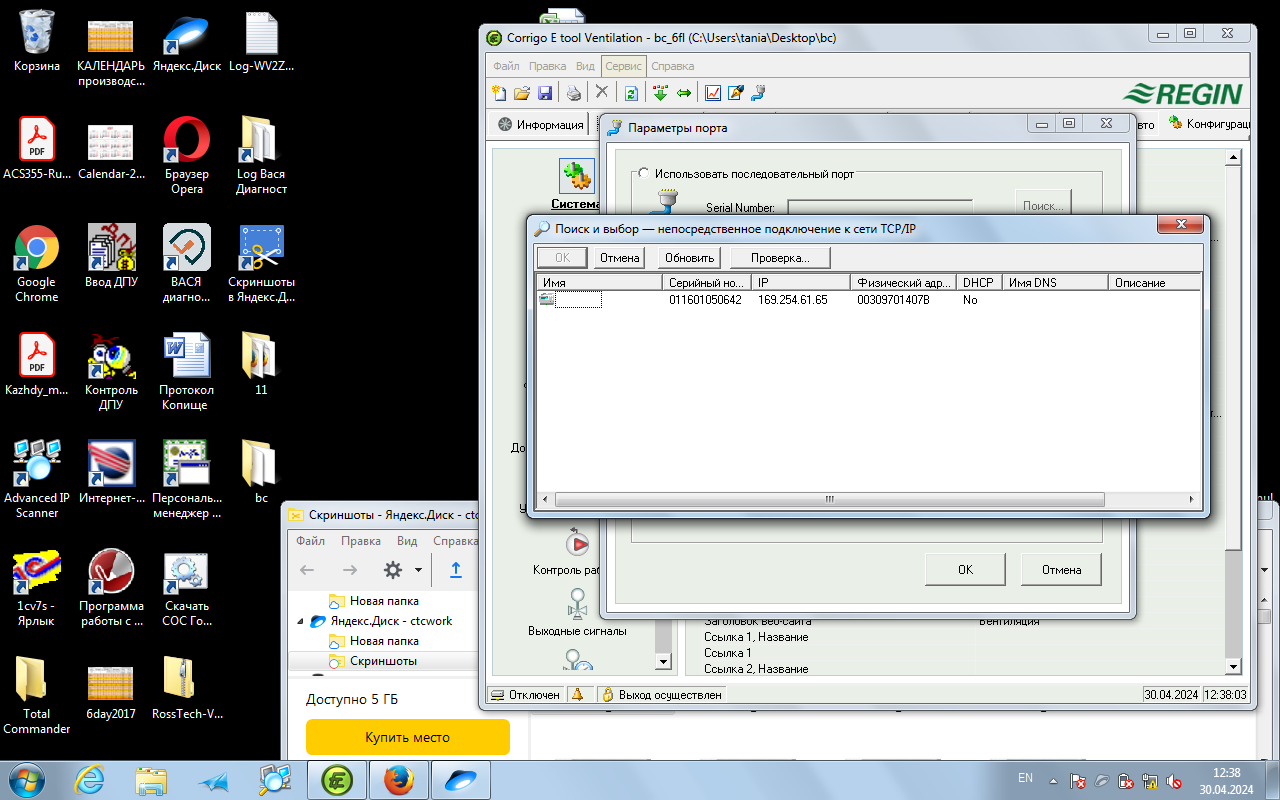 Корзина
КАЛЕНДАРЬ производс...
Яндекс.Диск
Log-WV2Z...
ACS355-Ru...
Calendar-2...
Браузер Opera
Log Вася Диагност
Google Chrome
Ввод ДПУ
ВАСЯ диагно...
Скриншоты в Яндекс.Д...
Kazhdy_m...
Контроль ДПУ
Протокол Копище
11
Advanced IP Scanner
Интернет-...
Персональ... менеджер ...
bc
1cv7s - Ярлык
Программа работы с ...
Скачать СОС Го...
Total Commander
6day2017
RossTech-V...
Corrigo E tool Ventilation - bc_6fl (C:\Users\tania\Desktop\bc)
Файл Правка Вид Сервис Справка
REGIN
Информация
вто
Конфигурац
Система
Параметры порта
Использовать последовательный порт
Serial Number:
Поиск...
Поиск и выбор — непосредственное подключение к сети TCP/IP
OK Отмена Обновить Проверка...
Имя Серийный но... IP Физический адр... DHCP Имя DNS Описание
011601050642 169.254.61.65 00309701407B No
До
Контроль раб
Выходные сигналы
OK Отмена
Заголовок веб-сайта Вентиляция
Ссылка 1, Название
Ссылка 1
Ссылка 2, Название
Отключен
Выход осуществлен
30.04.2024 12:38:03
Скриншоты - Яндекс.Диск - ctc
Файл Правка Вид Справка
Новая папка
Яндекс.Диск - ctcwork
Новая папка
Скриншоты
Доступно 5 ГБ
Купить место
EN
12:38
30.04.2024